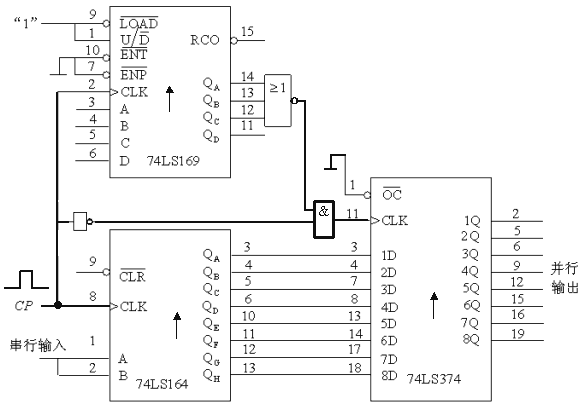 "1"
9 LOAD
1 U/D RCO 15
10 ENT
7 ENP
2 CLK QA 14
3 A QB 13
4 B QC 12
5 C QD 11
6 D
74LS169
≥1
&
1 OC
11 CLK
9 CLR
CP 8 CLK
串行输入
1 A
2 B
74LS164
QA 3 3 1D 1Q 2
QB 4 4 2D 2Q 5
QC 5 7 3D 3Q 6
QD 6 8 4D 4Q 9
QE 10 13 5D 5Q 12
QF 11 14 6D 6Q 15
QG 12 17 7D 7Q 16
QH 13 18 8D 8Q 19
74LS374
并行
输出